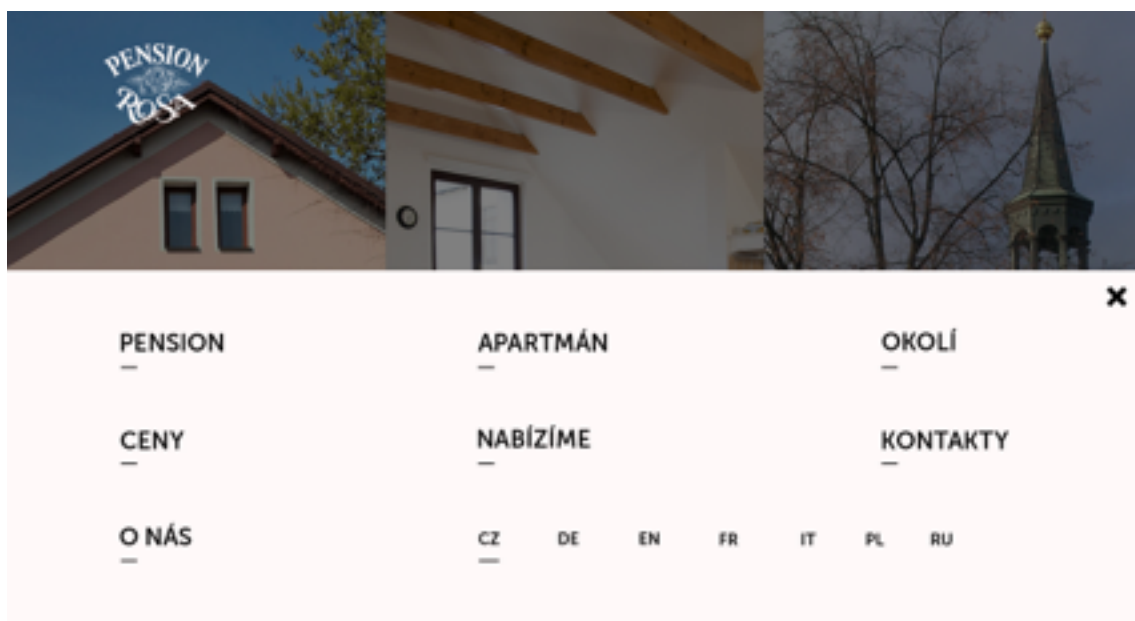 PENSION
ROSA
PENSION APARTMÁN OKOLÍ
CENY NABÍZÍME KONTAKTY
O NÁS CZ DE EN FR IT PL RU